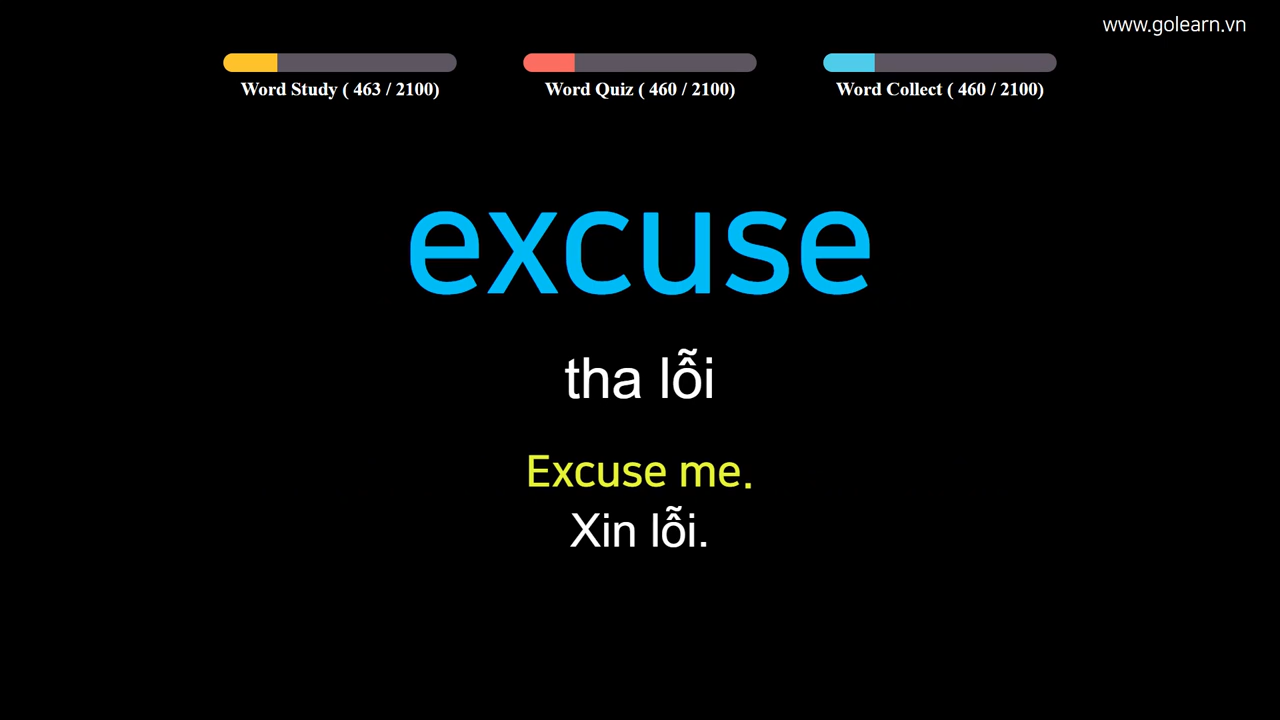 www.golearn.vn
Word Study ( 463 / 2100)
Word Quiz ( 460 / 2100)
Word Collect ( 460 / 2100)
excuse
tha lỗi
Excuse me.
Xin lỗi.